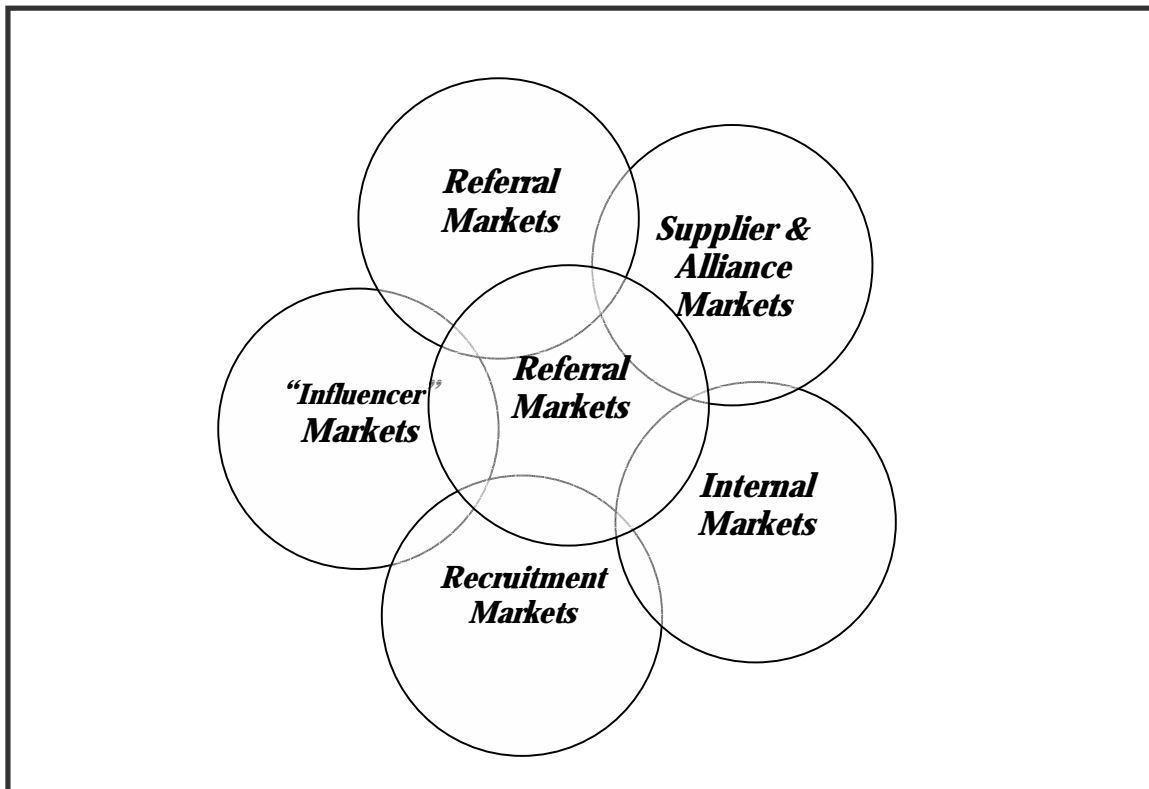 Referral
Markets
Supplier &
Alliance
Markets
Referral
Markets
“Influencer”
Markets
Internal
Markets
Recruitment
Markets